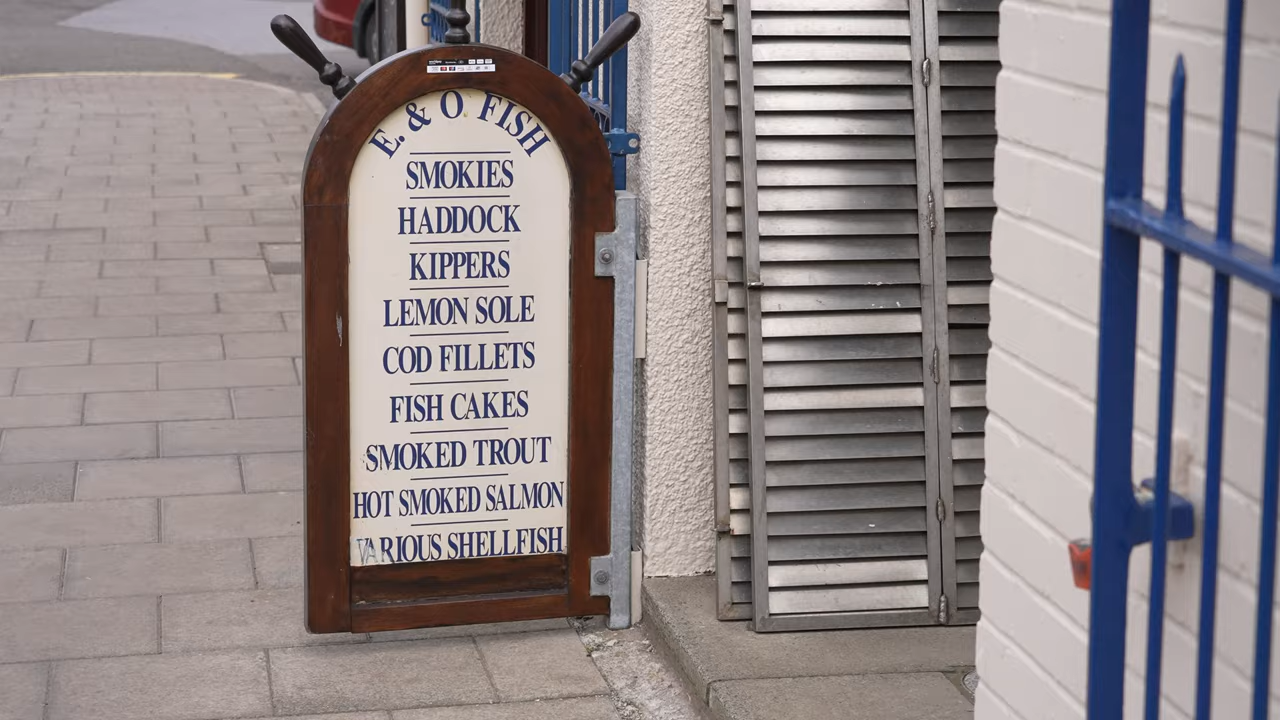 E. & O. FISH
SMOKIES
HADDOCK
KIPPERS
LEMON SOLE
COD FILLETS
FISH CAKES
SMOKED TROUT
HOT SMOKED SALMON
VARIOUS SHELLFISH